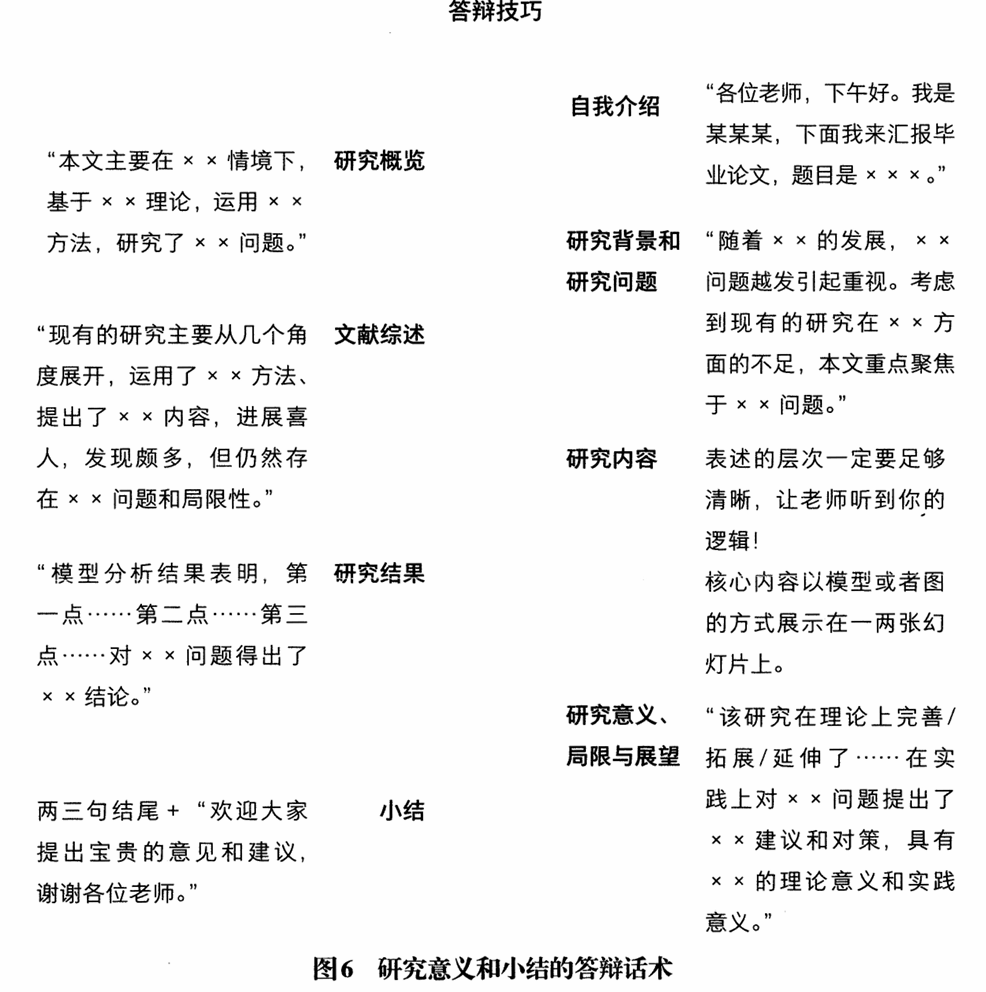 答辩技巧
自我介绍
“各位老师，下午好。我是
某某某，下面我来汇报毕
业论文，题目是×××。”
“本文主要在××情境下，
基于××理论，运用××
方法，研究了××问题。”
研究概览
研究背景和
研究问题
“随着××的发展，××
问题越发引起重视。考虑
到现有的研究在××方
面的不足，本文重点聚焦
于××问题。”
“现有的研究主要从几个角
度展开，运用了××方法、
提出了××内容，进展喜
人，发现颇多，但仍然存
在××问题和局限性。”
文献综述
研究内容
表述的层次一定要足够
清晰，让老师听到你的
逻辑！
核心内容以模型或者图
的方式展示在一两张幻
灯片上。
“模型分析结果表明，第
一点……第二点……第三
点……对××问题得出了
××结论。”
研究结果
研究意义、
局限与展望
“该研究在理论上完善/
拓展/延伸了……在实
践上对××问题提出了
××建议和对策，具有
××的理论意义和实践
意义。”
两三句结尾+“欢迎大家
提出宝贵的意见和建议，
谢谢各位老师。”
小结
图6 研究意义和小结的答辩话术